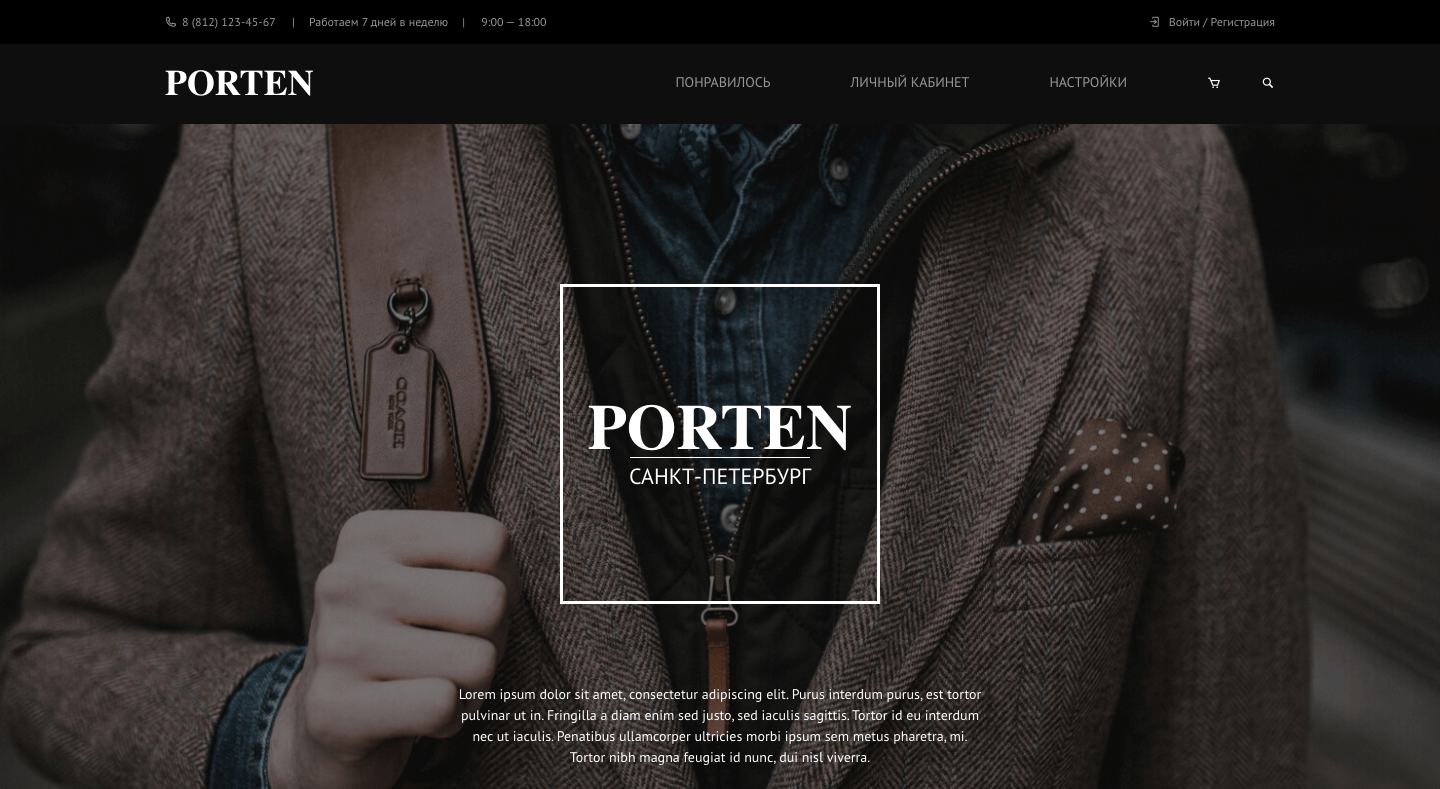 8 (812) 123-45-67 | Работаем 7 дней в неделю | 9:00 — 18:00 Войти / Регистрация
PORTEN ПОНРАВИЛОСЬ ЛИЧНЫЙ КАБИНЕТ НАСТРОЙКИ
COACH
PORTEN
САНКТ-ПЕТЕРБУРГ
Lorem ipsum dolor sit amet, consectetur adipiscing elit. Purus interdum purus, est tortor
pulvinar ut in. Fringilla a diam enim sed justo, sed iaculis sagittis. Tortor id eu interdum
nec ut iaculis. Penatibus ullamcorper ultricies morbi ipsum sem metus pharetra, mi.
Tortor nibh magna feugiat id nunc, dui nisl viverra.